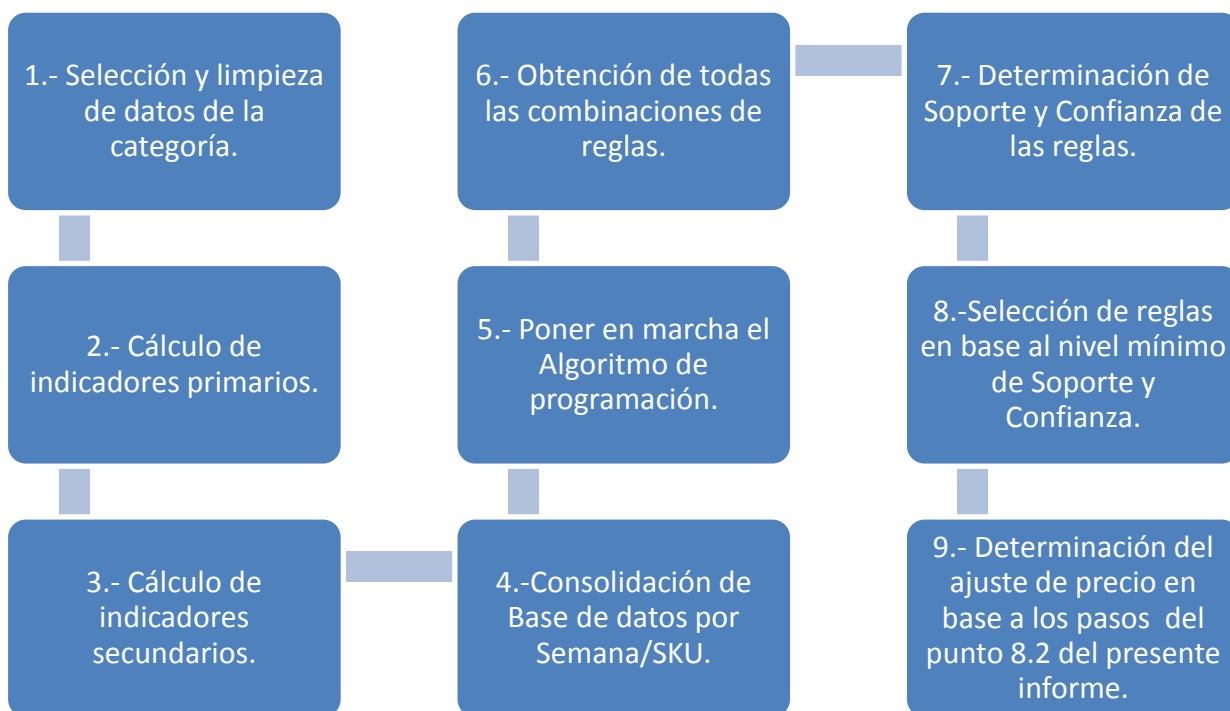 1.- Selección y limpieza
de datos de la
categoría.
2.- Cálculo de
indicadores primarios.
3.- Cálculo de
indicadores
secundarios.
4.-Consolidación de
Base de datos por
Semana/SKU.
5.- Poner en marcha el
Algoritmo de
programación.
6.- Obtención de todas
las combinaciones de
reglas.
7.- Determinación de
Soporte y Confianza de
las reglas.
8.-Selección de reglas
en base al nivel mínimo
de Soporte y
Confianza.
9.- Determinación del
ajuste de precio en
base a los pasos del
punto 8.2 del presente
informe.